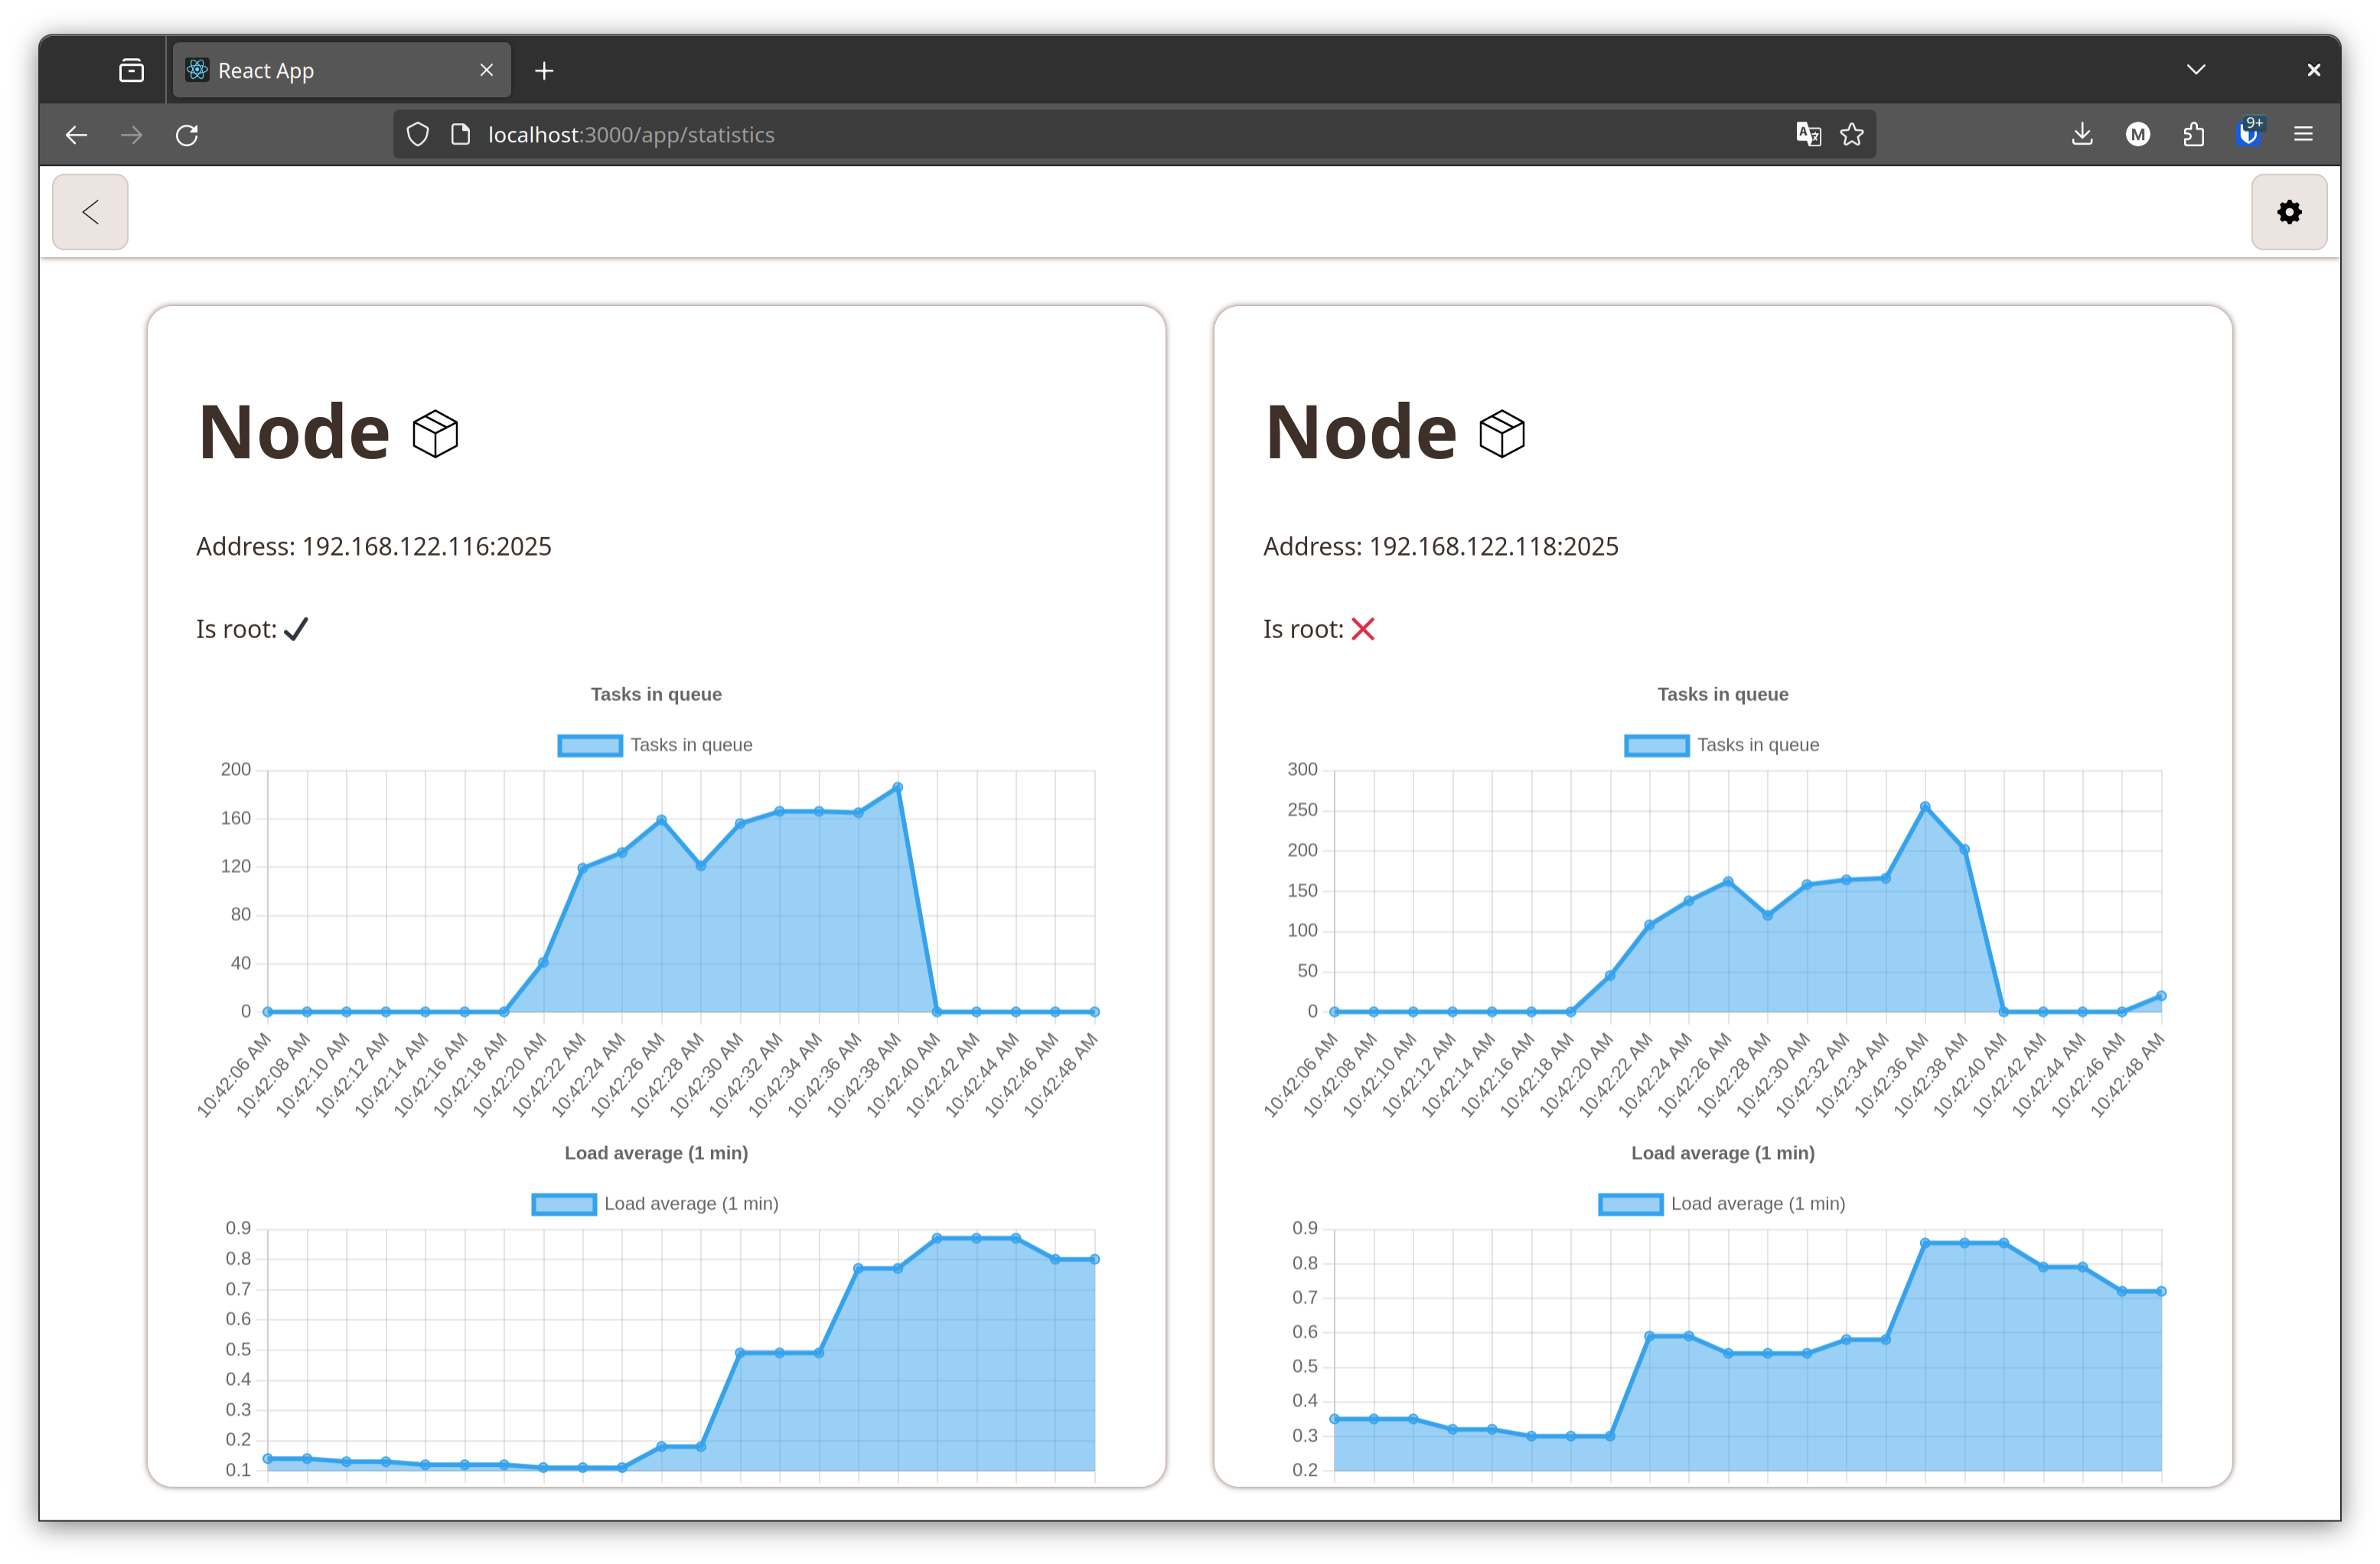 React App
localhost:3000/app/statistics
M
9+
Node
Address: 192.168.122.116:2025
Is root:
Tasks in queue
Tasks in queue
200
160
120
80
40
0
10:42:06 AM
10:42:08 AM
10:42:10 AM
10:42:12 AM
10:42:14 AM
10:42:16 AM
10:42:18 AM
10:42:20 AM
10:42:22 AM
10:42:24 AM
10:42:26 AM
10:42:28 AM
10:42:30 AM
10:42:32 AM
10:42:34 AM
10:42:36 AM
10:42:38 AM
10:42:40 AM
10:42:42 AM
10:42:44 AM
10:42:46 AM
10:42:48 AM
Load average (1 min)
Load average (1 min)
0.9
0.8
0.7
0.6
0.5
0.4
0.3
0.2
0.1
Node
Address: 192.168.122.118:2025
Is root:
Tasks in queue
Tasks in queue
300
250
200
150
100
50
0
10:42:06 AM
10:42:08 AM
10:42:10 AM
10:42:12 AM
10:42:14 AM
10:42:16 AM
10:42:18 AM
10:42:20 AM
10:42:22 AM
10:42:24 AM
10:42:26 AM
10:42:28 AM
10:42:30 AM
10:42:32 AM
10:42:34 AM
10:42:36 AM
10:42:38 AM
10:42:40 AM
10:42:42 AM
10:42:44 AM
10:42:46 AM
10:42:48 AM
Load average (1 min)
Load average (1 min)
0.9
0.8
0.7
0.6
0.5
0.4
0.3
0.2